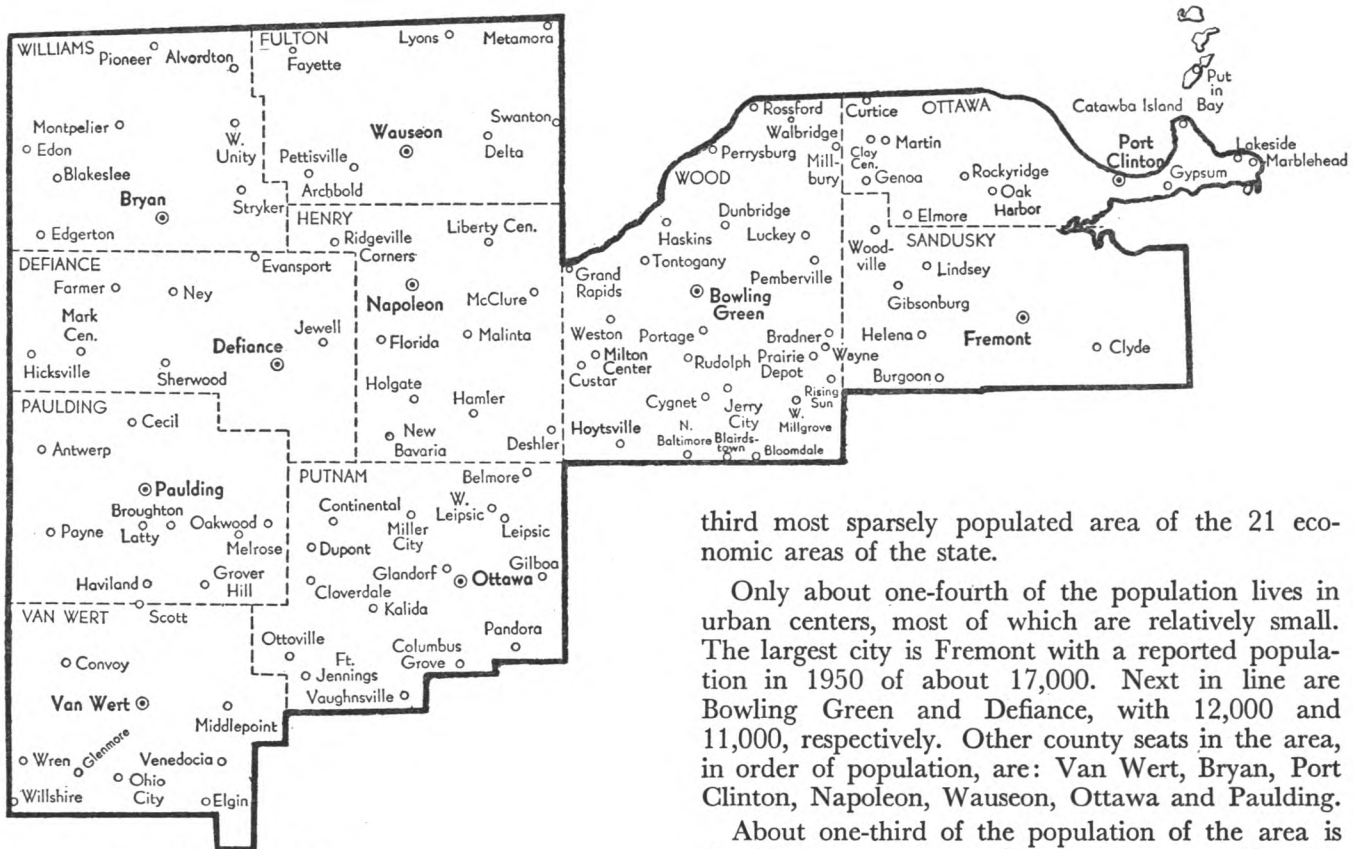 WILLIAMS
Pioneer
Alvordton
Montpelier
Edon
Blakeslee
W.
Unity
Bryan
Stryker
Edgerton
FULTON
Fayette
Lyons
Metamora
Wauseon
Swanton
Delta
Pettisville
Archbold
HENRY
Ridgeville
Corners
Liberty Cen.
Napoleon
McClure
Florida
Malinta
Holgate
Hamler
New
Bavaria
Deshler
DEFIANCE
Evansport
Farmer
Ney
Mark
Cen.
Jewell
Defiance
Hicksville
Sherwood
PAULDING
Cecil
Antwerp
Paulding
Broughton
Payne
Latty
Oakwood
Melrose
Haviland
Grover
Hill
PUTNAM
Belmore
Continental
W.
Leipsic
Miller
City
Leipsic
Dupont
Gilboa
Glandorf
Ottawa
Cloverdale
Kalida
Pandora
Ottoville
Columbus
Grove
Ft.
Jennings
Vaughnsville
VAN WERT
Scott
Convoy
Van Wert
Middlepoint
Wren
Glenmore
Venedocia
Ohio
City
Willshire
Elgin
WOOD
Rossford
Walbridge
Perrysburg
Mill-
bury
Dunbridge
Haskins
Luckey
Tontogany
Pemberville
Grand
Rapids
Bowling
Green
Weston
Portage
Bradner
Milton
Center
Rudolph
Prairie
Depot
Wayne
Custar
Cygnet
Jerry
City
Rising
Sun
W.
Millgrove
Hoytsville
N.
Baltimore
Blairds-
town
Bloomdale
OTTAWA
Curtice
Martin
Clay
Cen.
Genoa
Rockyridge
Oak
Harbor
Elmore
Port
Clinton
Catawba Island
Put
in
Bay
Lakeside
Marblehead
Gypsum
SANDUSKY
Wood-
ville
Lindsey
Gibsonburg
Helena
Fremont
Clyde
Burgoon
third most sparsely populated area of the 21 eco-
nomic areas of the state.
Only about one-fourth of the population lives in
urban centers, most of which are relatively small.
The largest city is Fremont with a reported popula-
tion in 1950 of about 17,000. Next in line are
Bowling Green and Defiance, with 12,000 and
11,000, respectively. Other county seats in the area,
in order of population, are: Van Wert, Bryan, Port
Clinton, Napoleon, Wauseon, Ottawa and Paulding.
About one-third of the population of the area is